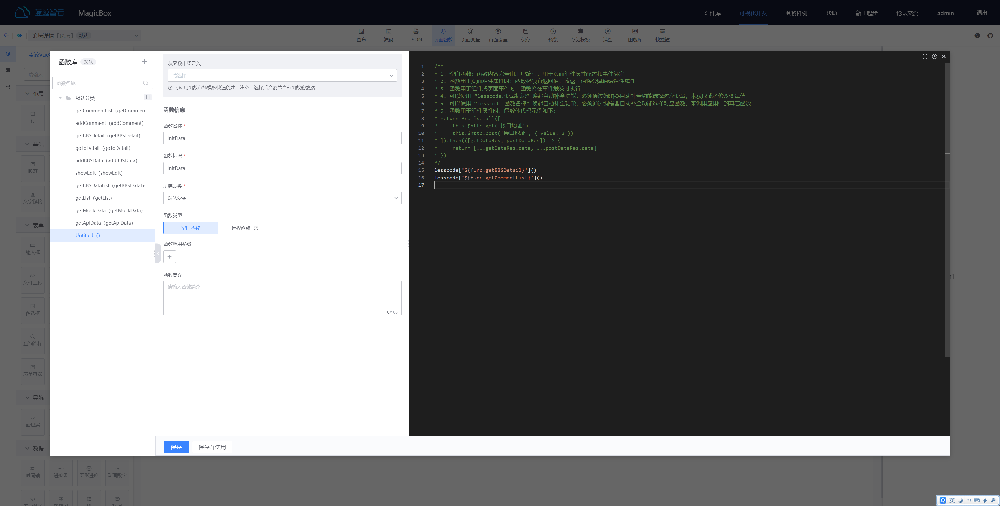 蓝鲸智云
MagicBox
组件库
可视化开发
套餐样例
帮助
新手起步
论坛交流
admin
退出
论坛详情【论坛】
默认
画布
源码
JSON
页面函数
页面变量
页面设置
保存
预览
存为模板
清空
函数库
快捷键
蓝鲸Vue
请输入
布局
行
基础
段落
文字链接
表单
输入框
文件上传
多选框
查询选择
表单容器
导航
面包屑
数据
时间轴
进度条
圆形进度
动画数字
函数库
默认
函数名称
默认分类
11
getCommentList（getComment...
addComment（addComment）
getBBSDetail（getBBSDetail）
goToDetail（goToDetail）
addBBSData（addBBSData）
showEdit（showEdit）
getBBSDataList（getBBSDataLis...
getList（getList）
getMockData（getMockData）
getApiData（getApiData）
Untitled（）
从函数市场导入
请选择
可使用函数市场模板快速创建，注意：选择后会覆盖当前函数的数据
函数信息
函数名称 *
initData
函数标识 *
initData
所属分类 *
默认分类
函数类型
空白函数
远程函数
函数调用参数
函数简介
请输入函数简介
0/100
保存
保存并使用
1 /**
2 * 1. 空白函数：函数内容完全由用户编写，用于页面组件属性配置和事件绑定
3 * 2. 函数用于页面组件属性时：函数必须有返回值，该返回值将会赋值给组件属性
4 * 3. 函数用于组件或页面事件时：函数将在事件触发时执行
5 * 4. 可以使用 “lesscode.变量标识” 唤起自动补全功能，必须通过编辑器自动补全功能选择对应变量，来获取或者修改变量值
6 * 5. 可以使用 “lesscode.函数名称” 唤起自动补全功能，必须通过编辑器自动补全功能选择对应函数，来调用应用中的其它函数
7 * 6. 函数用于组件属性时，函数体代码示例如下：
8 * return Promise.all([
9 *     this.$http.get('接口地址'),
10 *     this.$http.post('接口地址', { value: 2 })
11 * ]).then(([getDataRes, postDataRes]) => {
12 *     return [...getDataRes.data, ...postDataRes.data]
13 * })
14 */
15 lesscode['${func:getBBSDetail}']()
16 lesscode['${func:getCommentList}']()
17
件
英